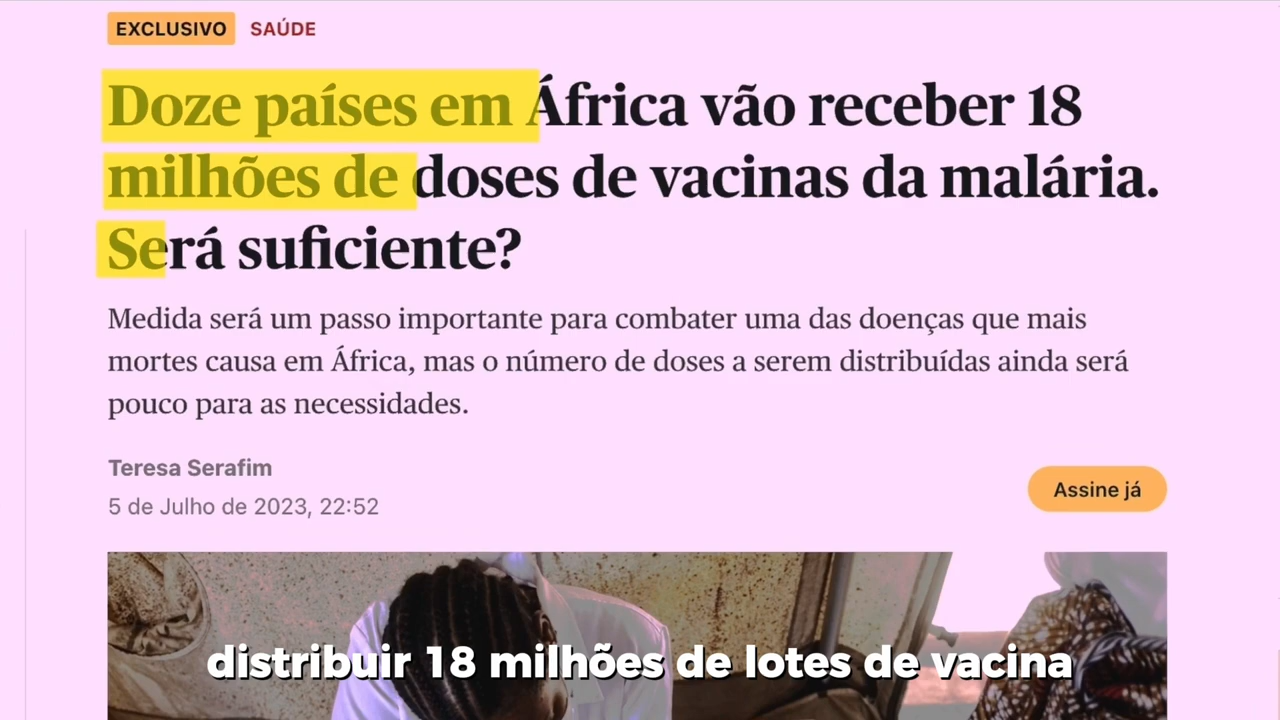 EXCLUSIVO SAÚDE
Doze países em África vão receber 18
milhões de doses de vacinas da malária.
Será suficiente?
Medida será um passo importante para combater uma das doenças que mais
mortes causa em África, mas o número de doses a serem distribuídas ainda será
pouco para as necessidades.
Teresa Serafim
5 de Julho de 2023, 22:52
Assine já
distribuir 18 milhões de lotes de vacina